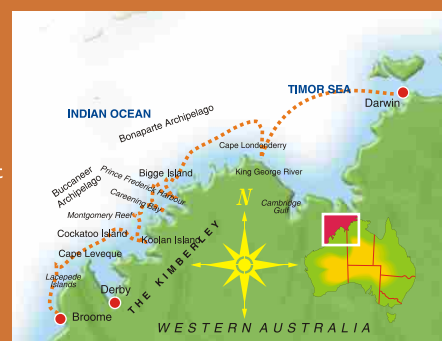 TIMOR SEA
Darwin
INDIAN OCEAN
Bonaparte Archipelago
Cape Londonderry
Bigge Island
King George River
Prince Frederick Harbour
Buccaneer
Archipelago
Careening Bay
Cambridge
Gulf
Montgomery Reef
N
Cockatoo Island
Koolan Island
Cape Leveque
THE KIMBERLEY
Lacepede
Islands
Derby
Broome
WESTERN AUSTRALIA